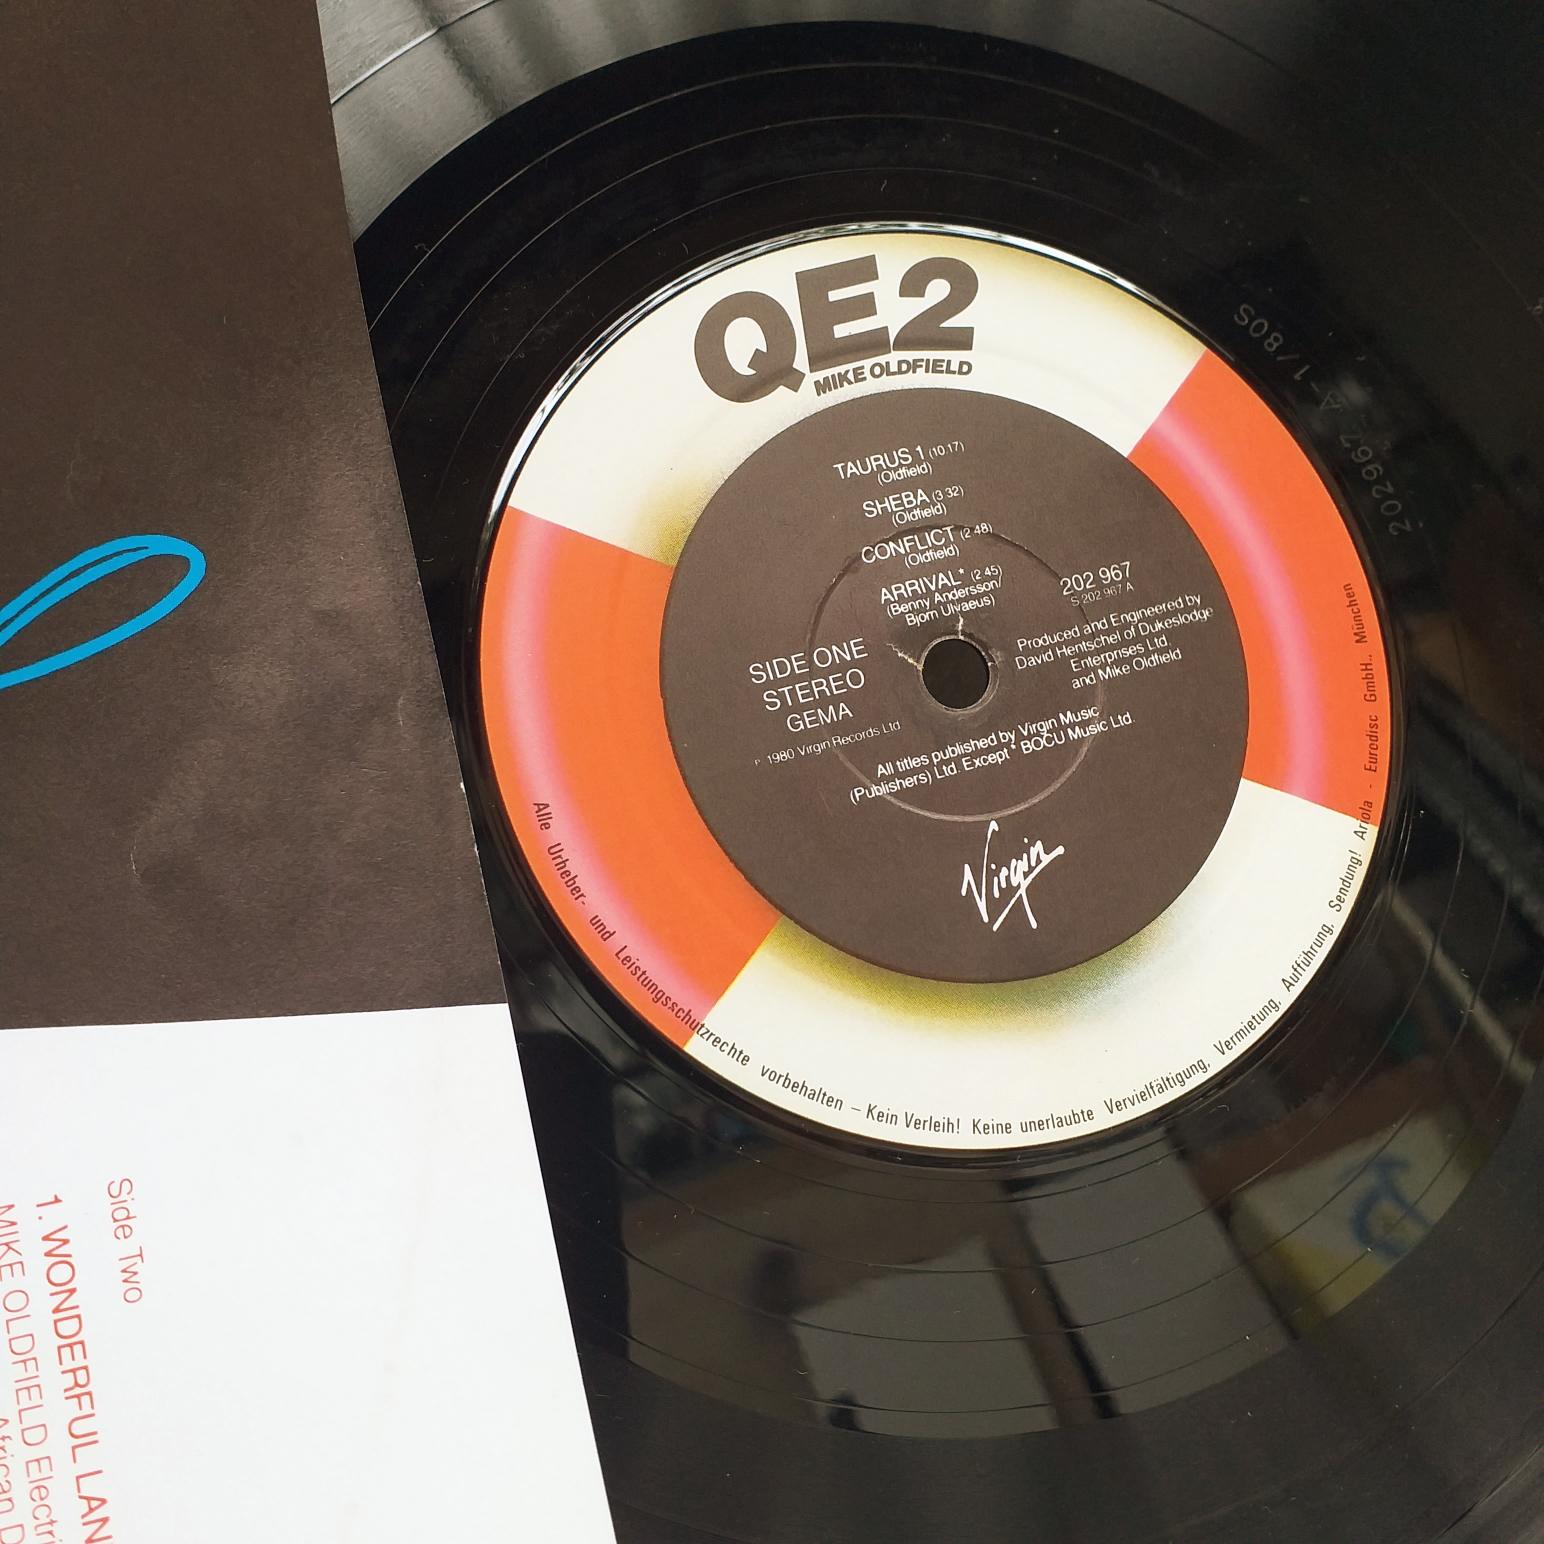 QE2
MIKE OLDFIELD
TAURUS 1 (10 17)
(Oldfield)
SHEBA (3 32)
(Oldfield)
CONFLICT (2 48)
(Oldfield)
ARRIVAL* (2 45)
(Benny Andersson/
Bjorn Ulvaeus)
202 967
S 202 967 A
Produced and Engineered by
David Hentschel of Dukeslodge
Enterprises Ltd.
and Mike Oldfield
SIDE ONE
STEREO
GEMA
P 1980 Virgin Records Ltd
All titles published by Virgin Music
(Publishers) Ltd. Except* BOCU Music Ltd.
Virgin
Alle Urheber- und Leistungsschutzrechte vorbehalten – Kein Verleih! Keine unerlaubte Vervielfältigung, Vermietung, Aufführung, Sendung! Ariola - Eurodisc GmbH., München
202967 A-1/80S
Side Two
1. WONDERFUL LAN
MIKE OLDFIELD Electri
African D